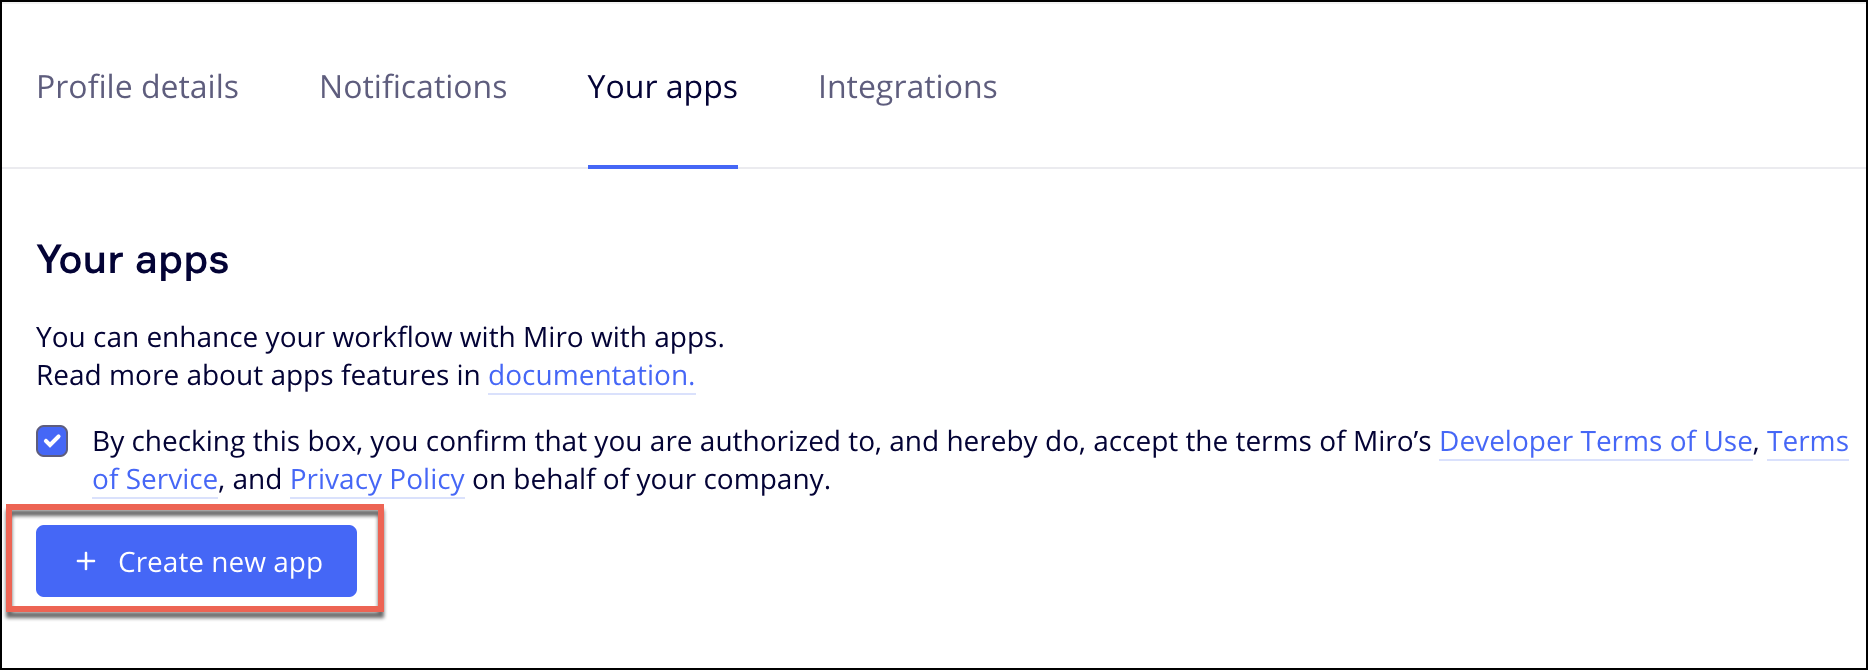 Profile details Notifications Your apps Integrations
Your apps
You can enhance your workflow with Miro with apps.
Read more about apps features in documentation.
By checking this box, you confirm that you are authorized to, and hereby do, accept the terms of Miro’s Developer Terms of Use, Terms
of Service, and Privacy Policy on behalf of your company.
+ Create new app